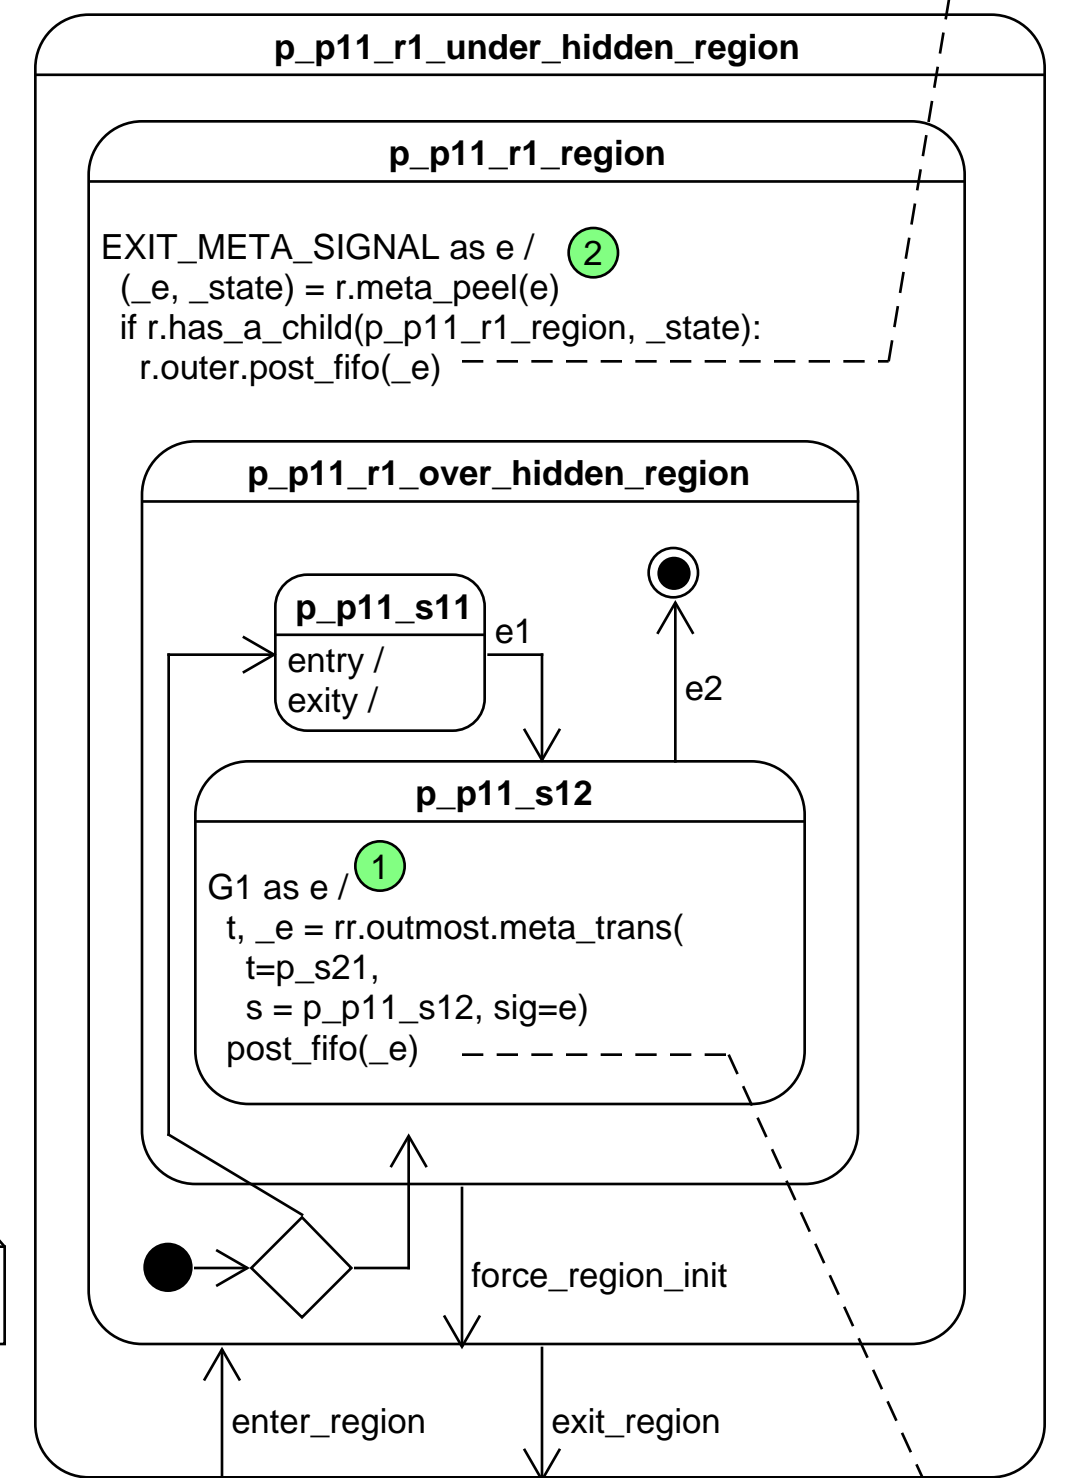 p_p11_r1_under_hidden_region
p_p11_r1_region
EXIT_META_SIGNAL as e / 2
(_e, _state) = r.meta_peel(e)
if r.has_a_child(p_p11_r1_region, _state):
r.outer.post_fifo(_e)
p_p11_r1_over_hidden_region
p_p11_s11
e1
entry /
exity /
e2
p_p11_s12
1
G1 as e /
t, _e = rr.outmost.meta_trans(
t=p_s21,
s = p_p11_s12, sig=e)
post_fifo(_e)
force_region_init
enter_region
exit_region